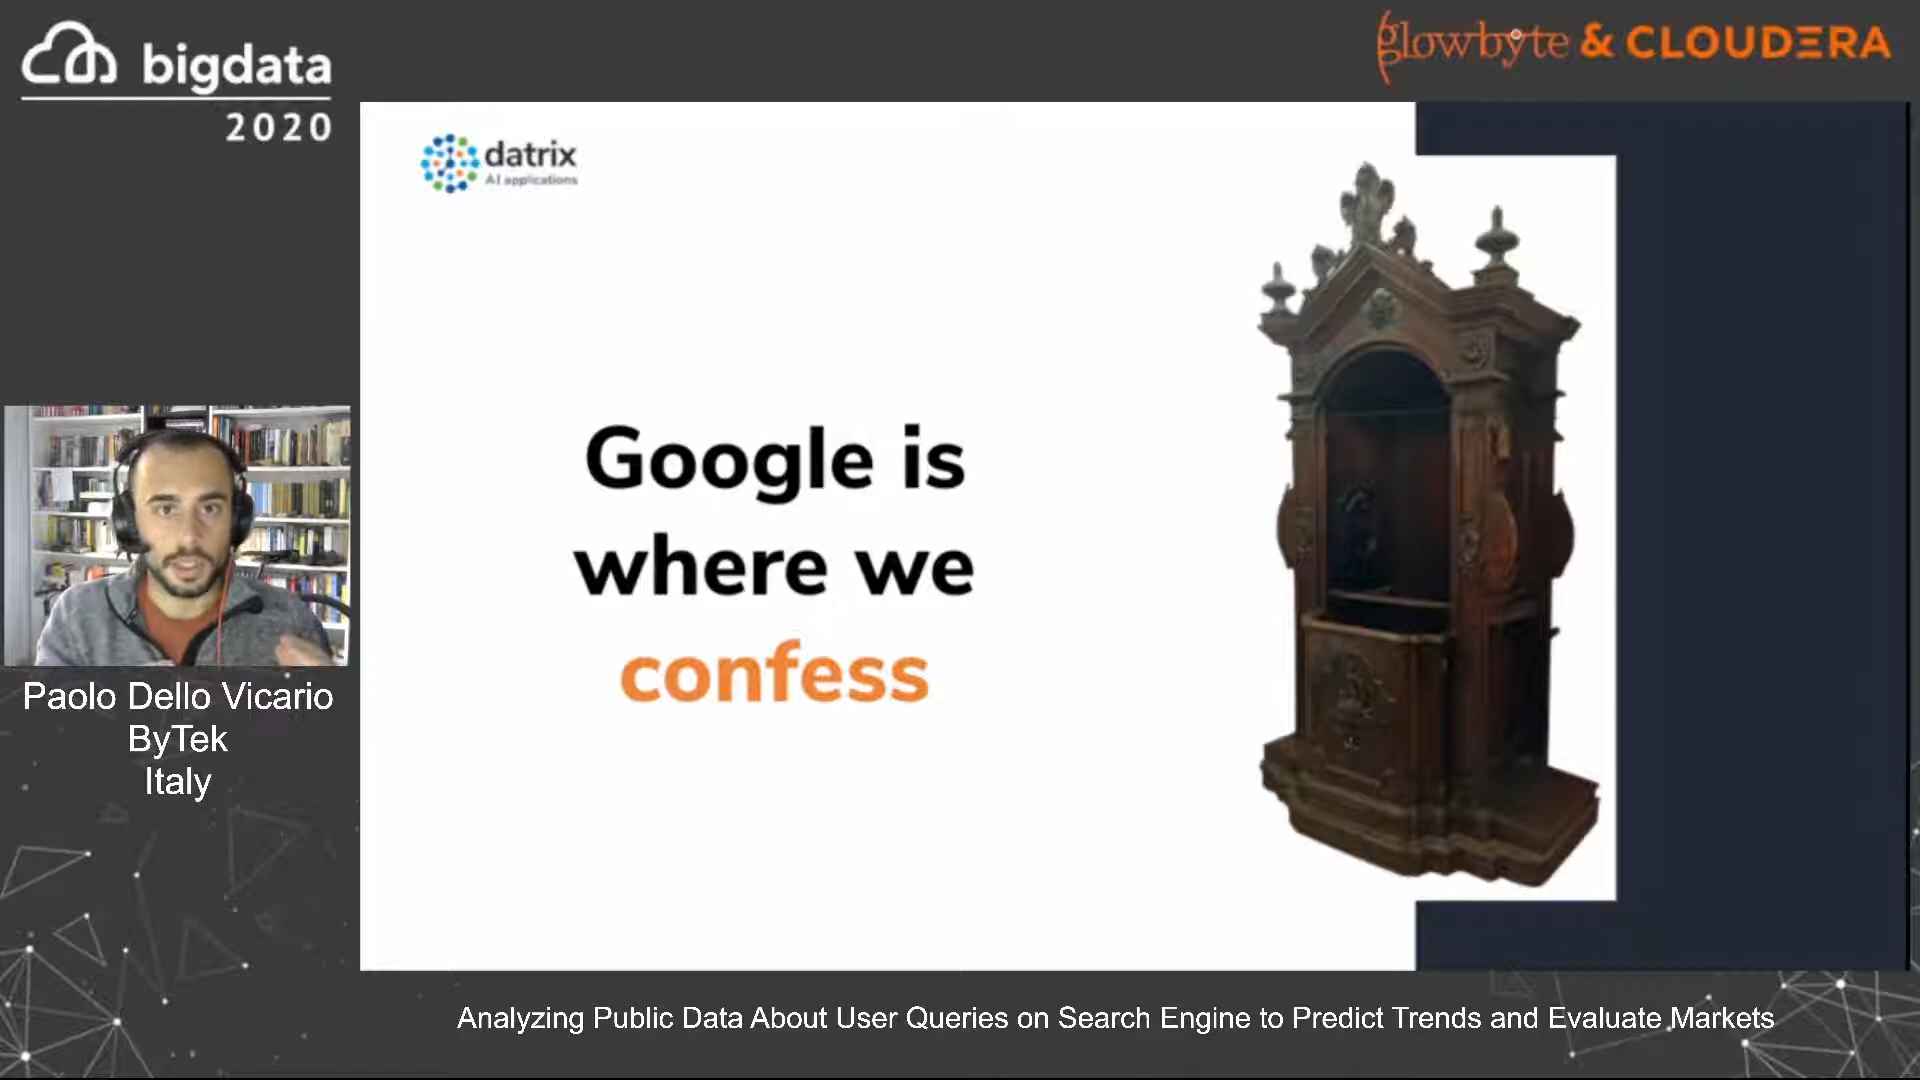 bigdata
2020
glowbyte & CLOUDERA
datrix
AI applications
Google is
where we
confess
Paolo Dello Vicario
ByTek
Italy
Analyzing Public Data About User Queries on Search Engine to Predict Trends and Evaluate Markets